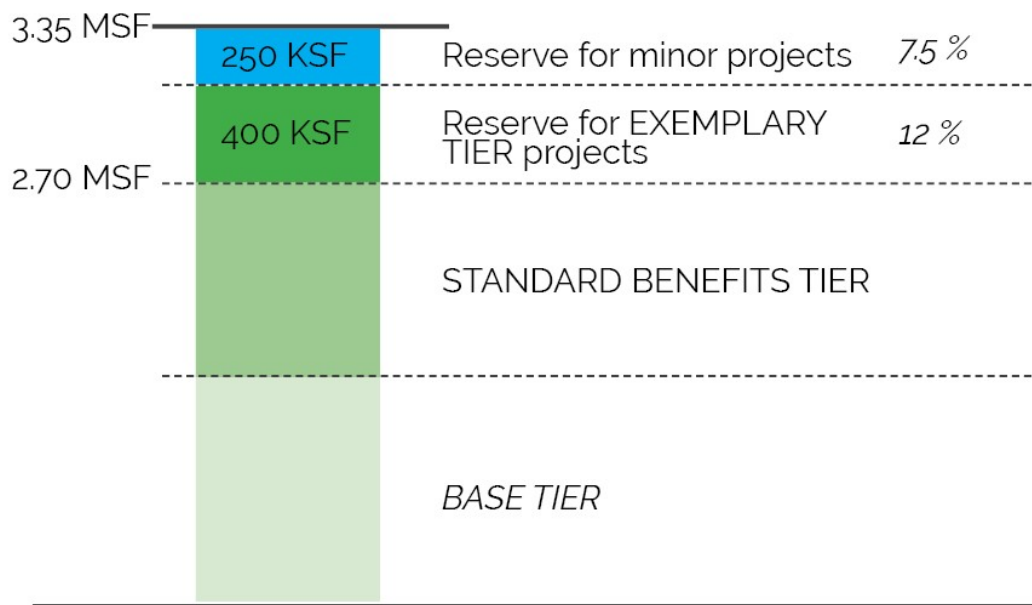 3.35 MSF
250 KSF Reserve for minor projects 7.5 %
400 KSF Reserve for EXEMPLARY
TIER projects 12 %
2.70 MSF
STANDARD BENEFITS TIER
BASE TIER